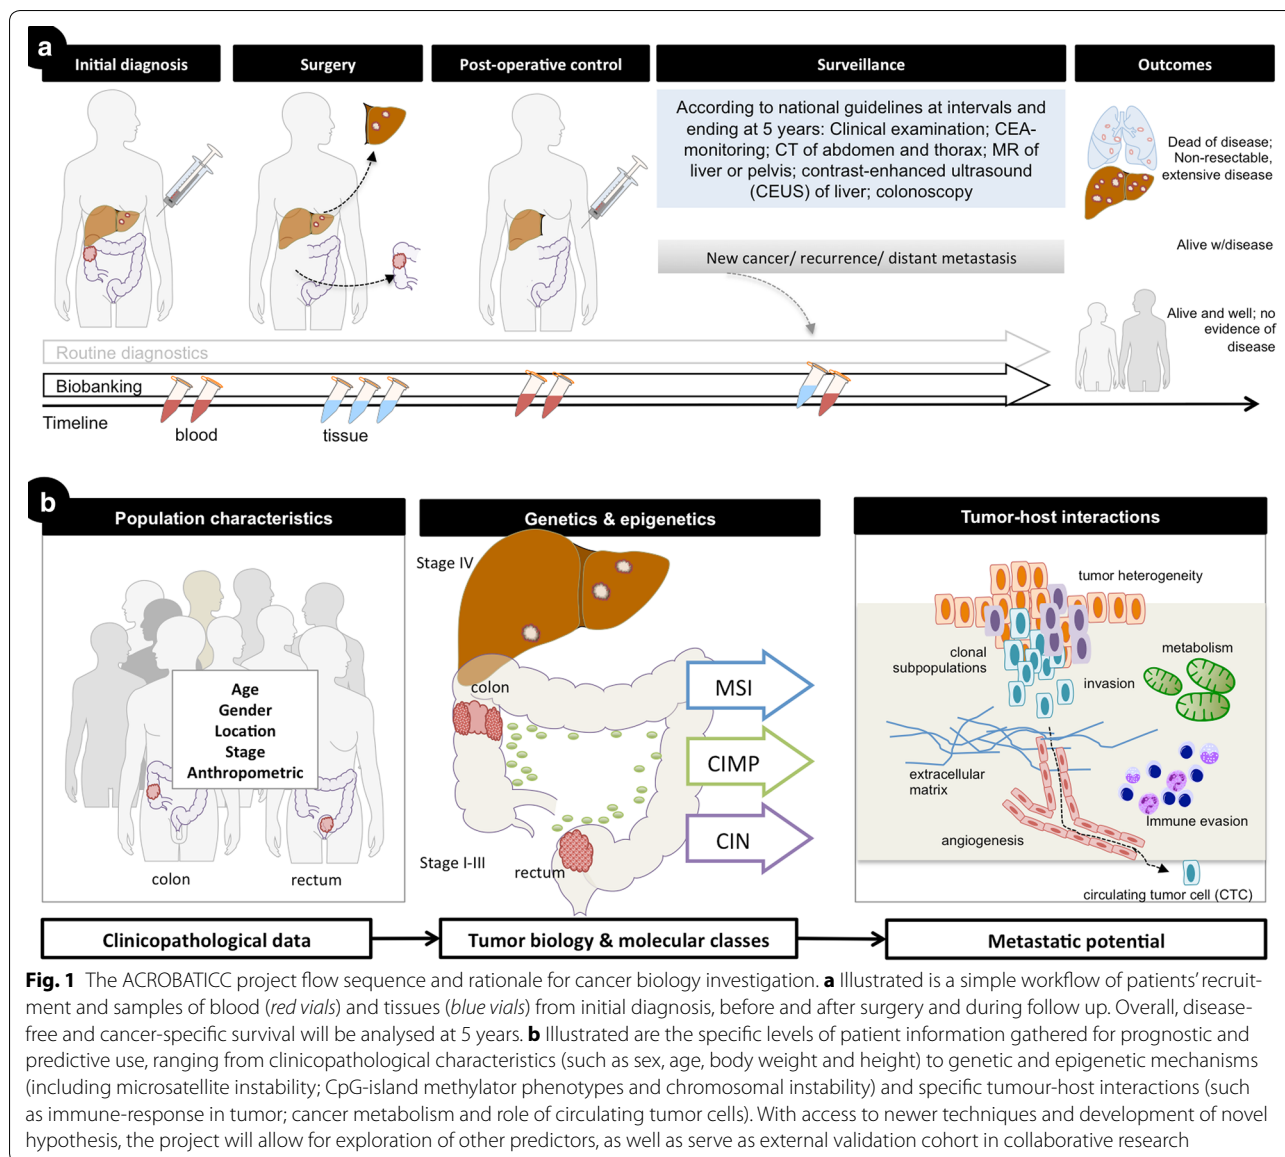 a
Initial diagnosis
Surgery
Post-operative control
Surveillance
Outcomes
According to national guidelines at intervals and
ending at 5 years: Clinical examination; CEA-
monitoring; CT of abdomen and thorax; MR of
liver or pelvis; contrast-enhanced ultrasound
(CEUS) of liver; colonoscopy
New cancer/ recurrence/ distant metastasis
Dead of disease;
Non-resectable,
extensive disease
Alive w/disease
Alive and well; no
evidence of
disease
Routine diagnostics
Biobanking
Timeline
blood
tissue
b
Population characteristics
Age
Gender
Location
Stage
Anthropometric
colon
rectum
Genetics & epigenetics
Stage IV
colon
Stage I-III
rectum
MSI
CIMP
CIN
Tumor-host interactions
tumor heterogeneity
clonal
subpopulations
invasion
metabolism
extracellular
matrix
angiogenesis
Immune evasion
circulating tumor cell (CTC)
Clinicopathological data
Tumor biology & molecular classes
Metastatic potential
Fig. 1 The ACROBATICC project flow sequence and rationale for cancer biology investigation. a Illustrated is a simple workflow of patients’ recruit-
ment and samples of blood (red vials) and tissues (blue vials) from initial diagnosis, before and after surgery and during follow up. Overall, disease-
free and cancer-specific survival will be analysed at 5 years. b Illustrated are the specific levels of patient information gathered for prognostic and
predictive use, ranging from clinicopathological characteristics (such as sex, age, body weight and height) to genetic and epigenetic mechanisms
(including microsatellite instability; CpG-island methylator phenotypes and chromosomal instability) and specific tumour-host interactions (such
as immune-response in tumor; cancer metabolism and role of circulating tumor cells). With access to newer techniques and development of novel
hypothesis, the project will allow for exploration of other predictors, as well as serve as external validation cohort in collaborative research